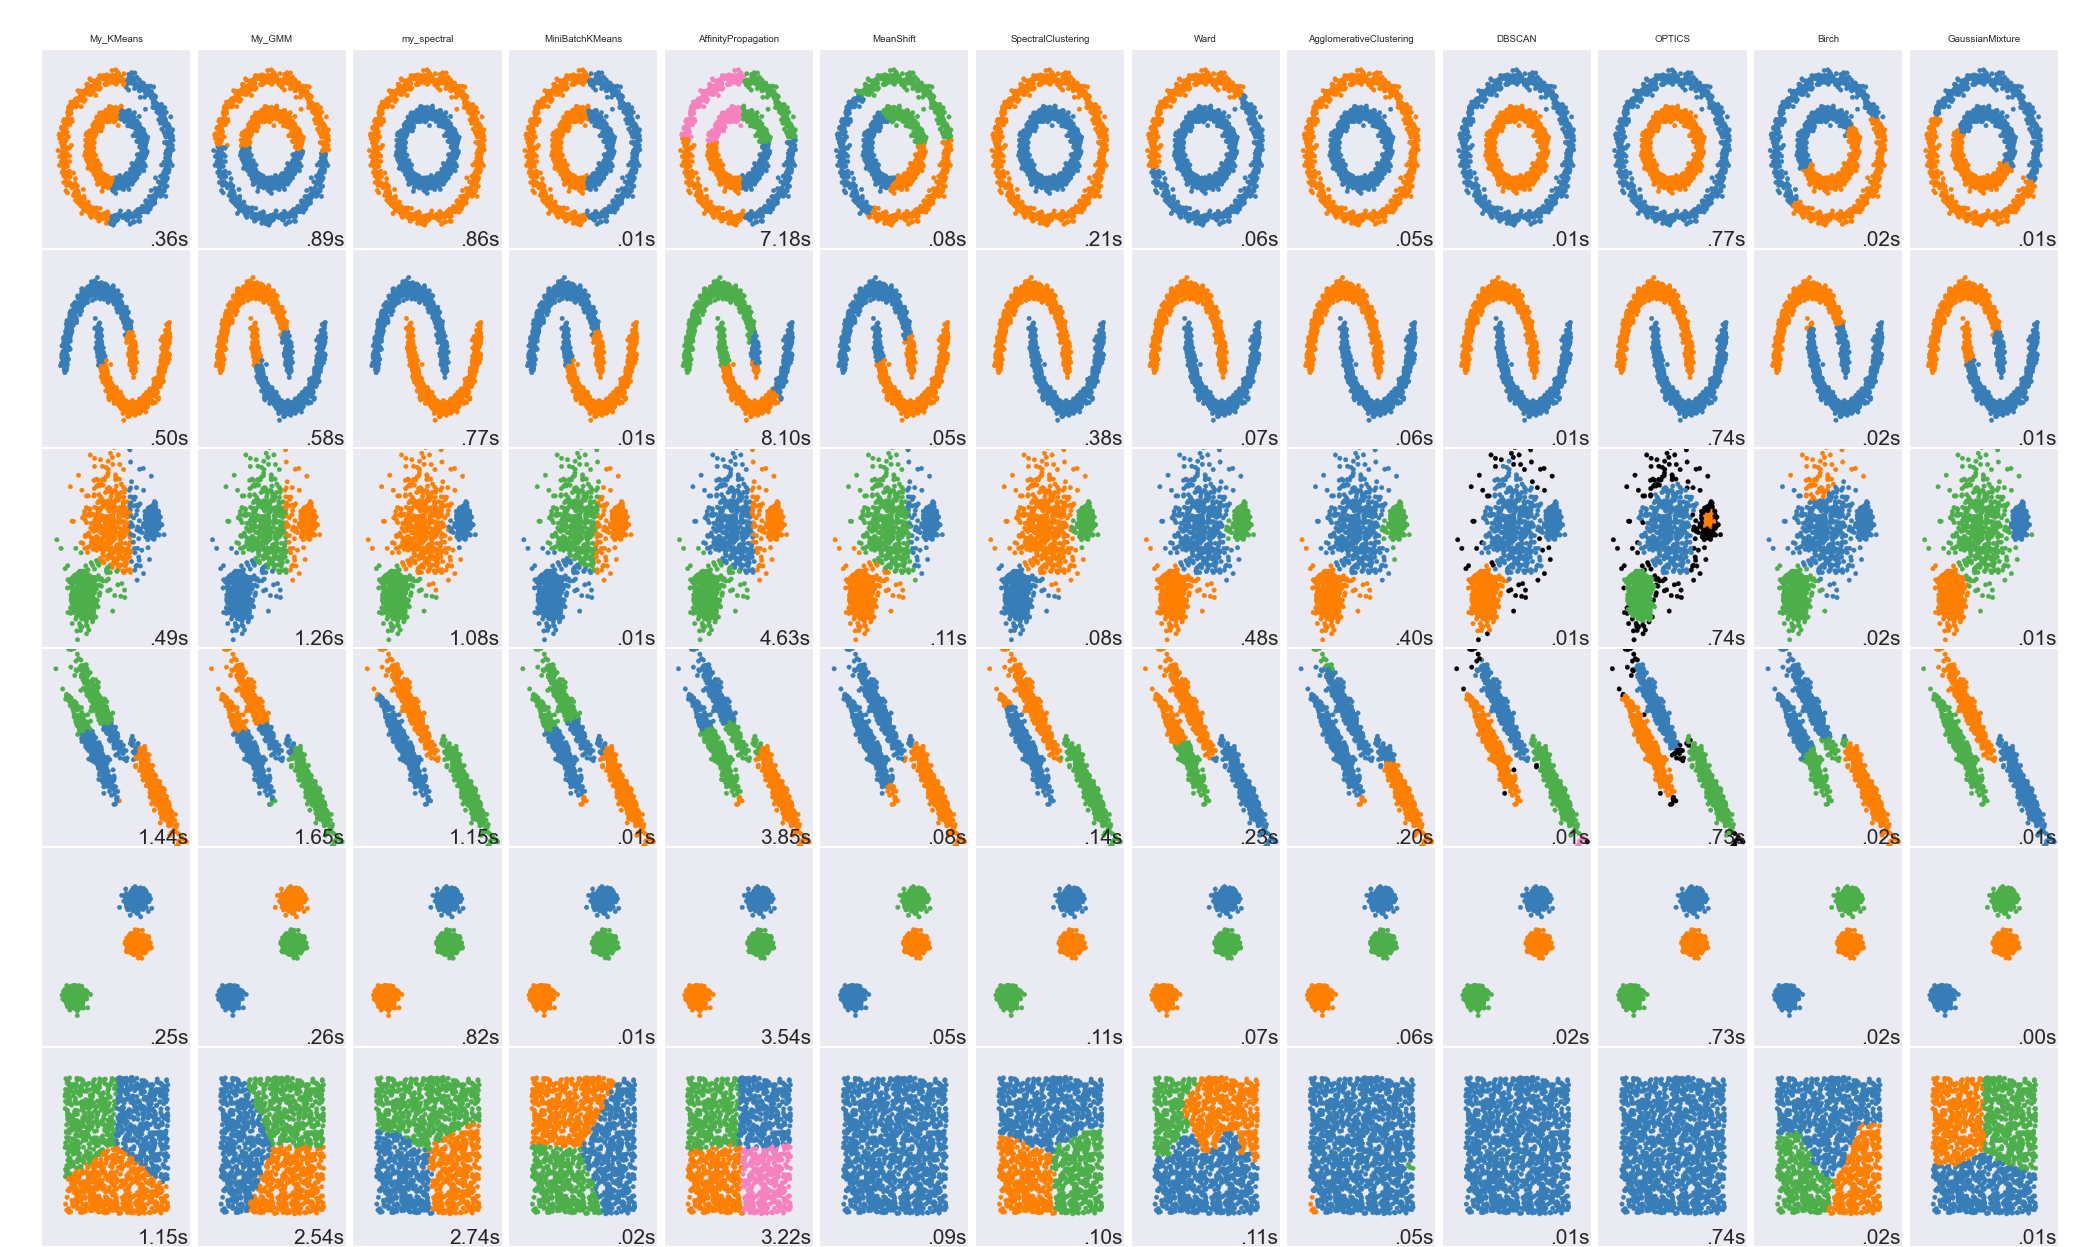 My_KMeans My_GMM my_spectral MiniBatchKMeans AffinityPropagation MeanShift SpectralClustering Ward AgglomerativeClustering DBSCAN OPTICS Birch GaussianMixture
.36s .89s .86s .01s 7.18s .08s .21s .06s .05s .01s .77s .02s .01s
.50s .58s .77s .01s 8.10s .05s .38s .07s .06s .01s .74s .02s .01s
.49s 1.26s 1.08s .01s 4.63s .11s .08s .48s .40s .01s .74s .02s .01s
1.44s 1.65s 1.15s .01s 3.85s .08s .14s .23s .20s .01s .73s .02s .01s
.25s .26s .82s .01s 3.54s .05s .11s .07s .06s .02s .73s .02s .00s
1.15s 2.54s 2.74s .02s 3.22s .09s .10s .11s .05s .01s .74s .02s .01s